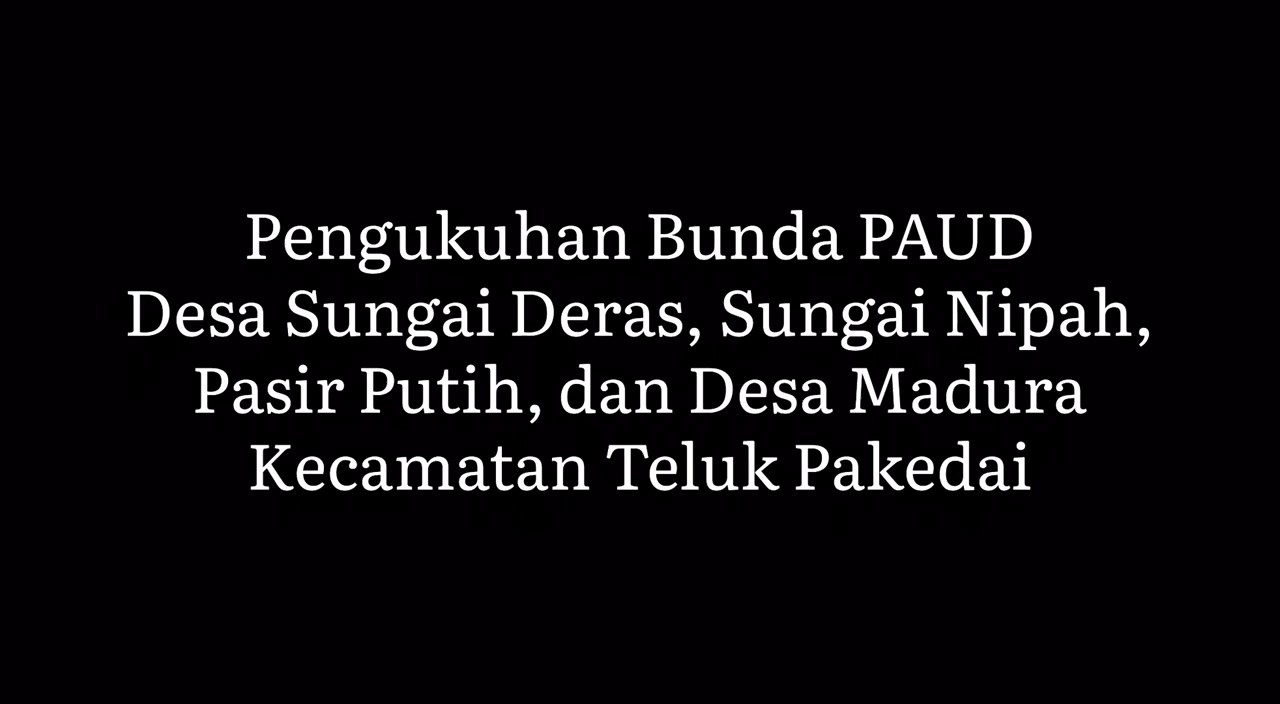 Pengukuhan Bunda PAUD
Desa Sungai Deras, Sungai Nipah,
Pasir Putih, dan Desa Madura
Kecamatan Teluk Pakedai